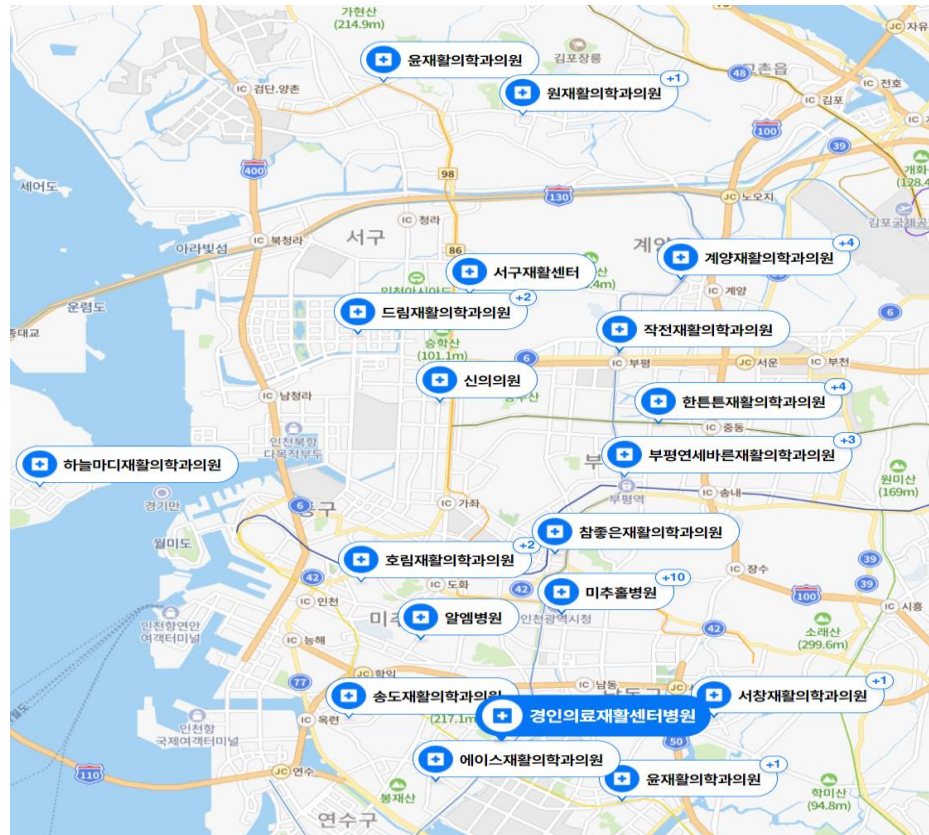 가현산
(214.9m)
JC 자유
윤재활의학과의원
김포장릉
+1
48
촌읍
원재활의학과의원
IC 전호
IC 검단.양촌
IC 김포
100
39
400
개화
(128.4
98
세어도
130
JC 노오지
김포국제공
IC 청라
서구
IC 북청라
아라빛섬
계양
+4
86
계양재활의학과의원
서구재활센터
산
.4m)
인천아시아드
+2
IC 계양
운렴도
드림재활의학과의원
6
종대교
작전재활의학과의원
승학산
(101.1m)
6
IC 부평
JC 서운
IC 부천
신의의원
+4
IC 남청라
한튼튼재활의학과의원
IC 중동
인천북항
다목적부두
+3
하늘마디재활의학과의원
부평연세바른재활의학과의원
원미산
(169m)
부평역
IC 송내
경기만
6
동구
IC 가좌
참좋은재활의학과의원
월미도
+2
호림재활의학과의원
39
IC 장수
42
IC 도화
42
+10
미추홀병원
39
100
IC 인천
IC 시흥
인천항연안
여객터미널
미추
알엠병원
인천광역시청
소래산
(299.6m)
IC 능해
42
JC 학익
77
IC 남동
+1
송도재활의학과의원
서창재활의학과의원
(217.1m)
경인의료재활센터병원
인천항
국제여객터미널
IC 옥련
50
에이스재활의학과의원
+1
110
JC 연수
윤재활의학과의원
봉재산
학미산
(94.8m)
연수구